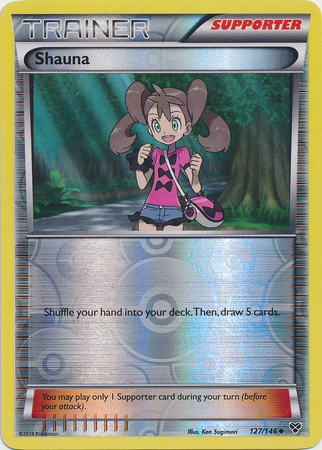 TRAINER
SUPPORTER
Shauna
Shuffle your hand into your deck. Then, draw 5 cards.
You may play only 1 Supporter card during your turn (before
your attack).
©2014 Pokémon
Illus. Ken Sugimori
127/146
XY